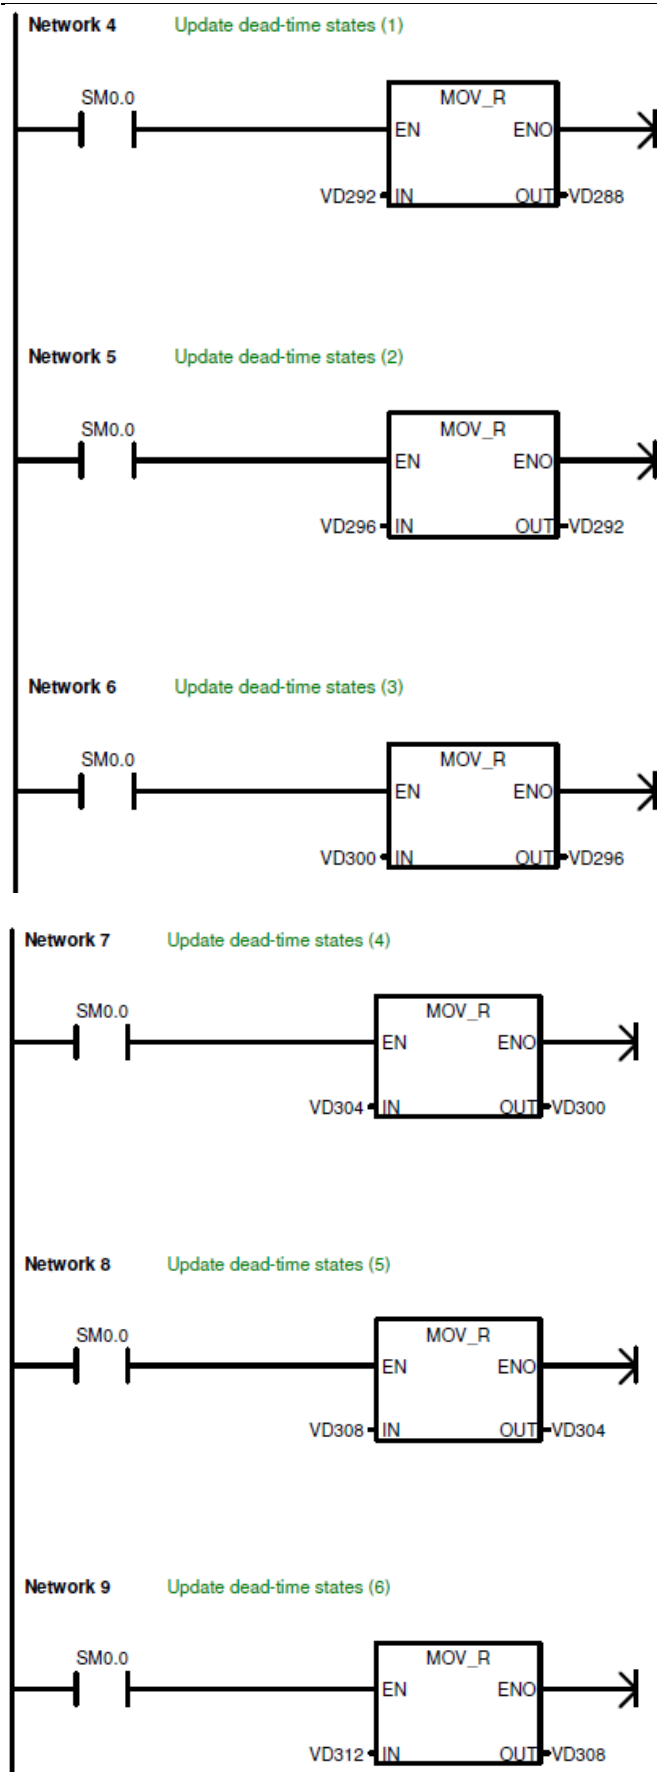 Network 4 Update dead-time states (1)
SM0.0 MOV_R
EN ENO
VD292 IN OUT VD288
Network 5 Update dead-time states (2)
SM0.0 MOV_R
EN ENO
VD296 IN OUT VD292
Network 6 Update dead-time states (3)
SM0.0 MOV_R
EN ENO
VD300 IN OUT VD296
Network 7 Update dead-time states (4)
SM0.0 MOV_R
EN ENO
VD304 IN OUT VD300
Network 8 Update dead-time states (5)
SM0.0 MOV_R
EN ENO
VD308 IN OUT VD304
Network 9 Update dead-time states (6)
SM0.0 MOV_R
EN ENO
VD312 IN OUT VD308